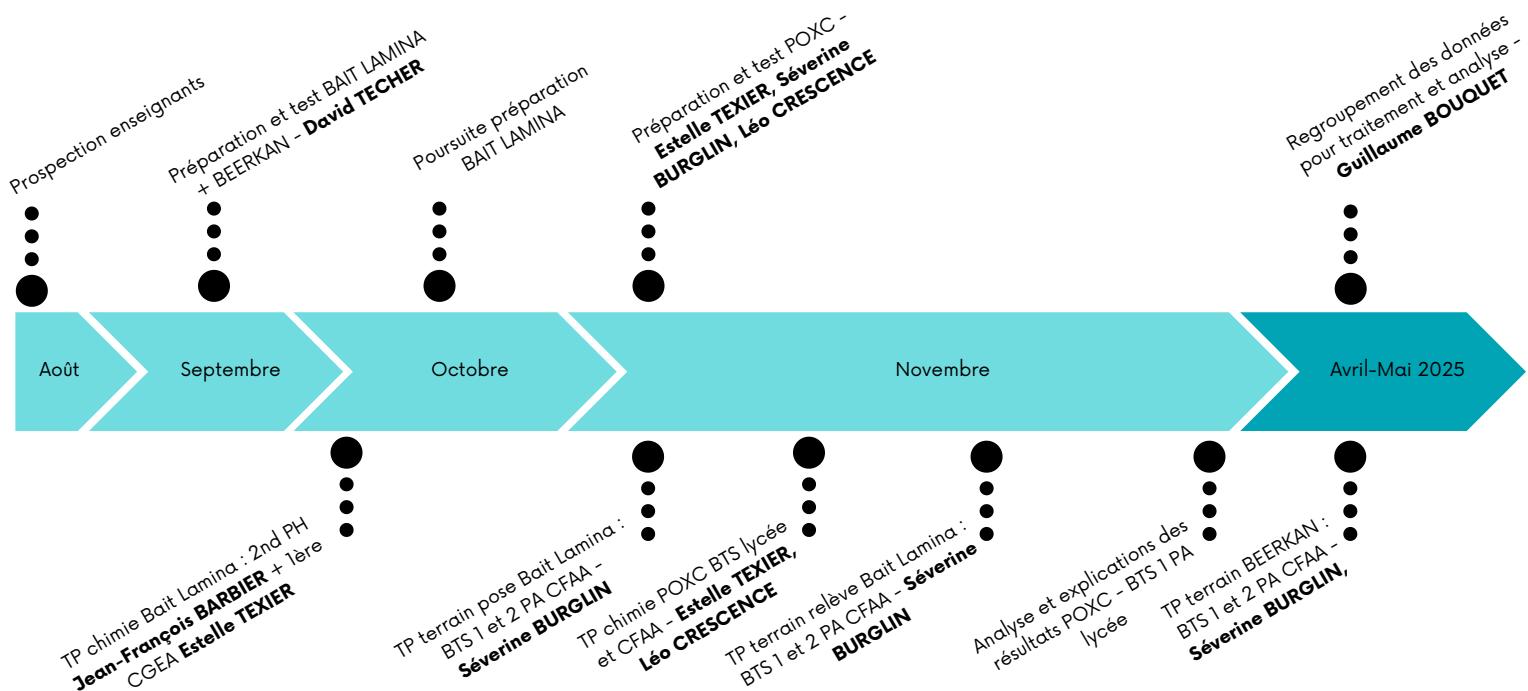 Prospection enseignants
Préparation et test BAIT LAMINA
+ BEERKAN - David TECHER
Poursuite préparation
BAIT LAMINA
Préparation et test POXC -
Estelle TEXIER, Séverine
BURGLIN, Léo CRESCENCE
Regroupement des données
pour traitement et analyse -
Guillaume BOUQUET
Août
Septembre
Octobre
Novembre
Avril-Mai 2025
TP chimie Bait Lamina : 2nd PH
Jean-François BARBIER + 1ère
CGEA Estelle TEXIER
TP terrain pose Bait Lamina :
BTS 1 et 2 PA CFAA -
Séverine BURGLIN
TP chimie POXC BTS lycée
et CFAA - Estelle TEXIER,
Léo CRESCENCE
TP terrain relève Bait Lamina :
BTS 1 et 2 PA CFAA - Séverine
BURGLIN
Analyse et explications des
résultats POXC - BTS 1 PA
lycée
TP terrain BEERKAN :
BTS 1 et 2 PA CFAA -
Séverine BURGLIN,